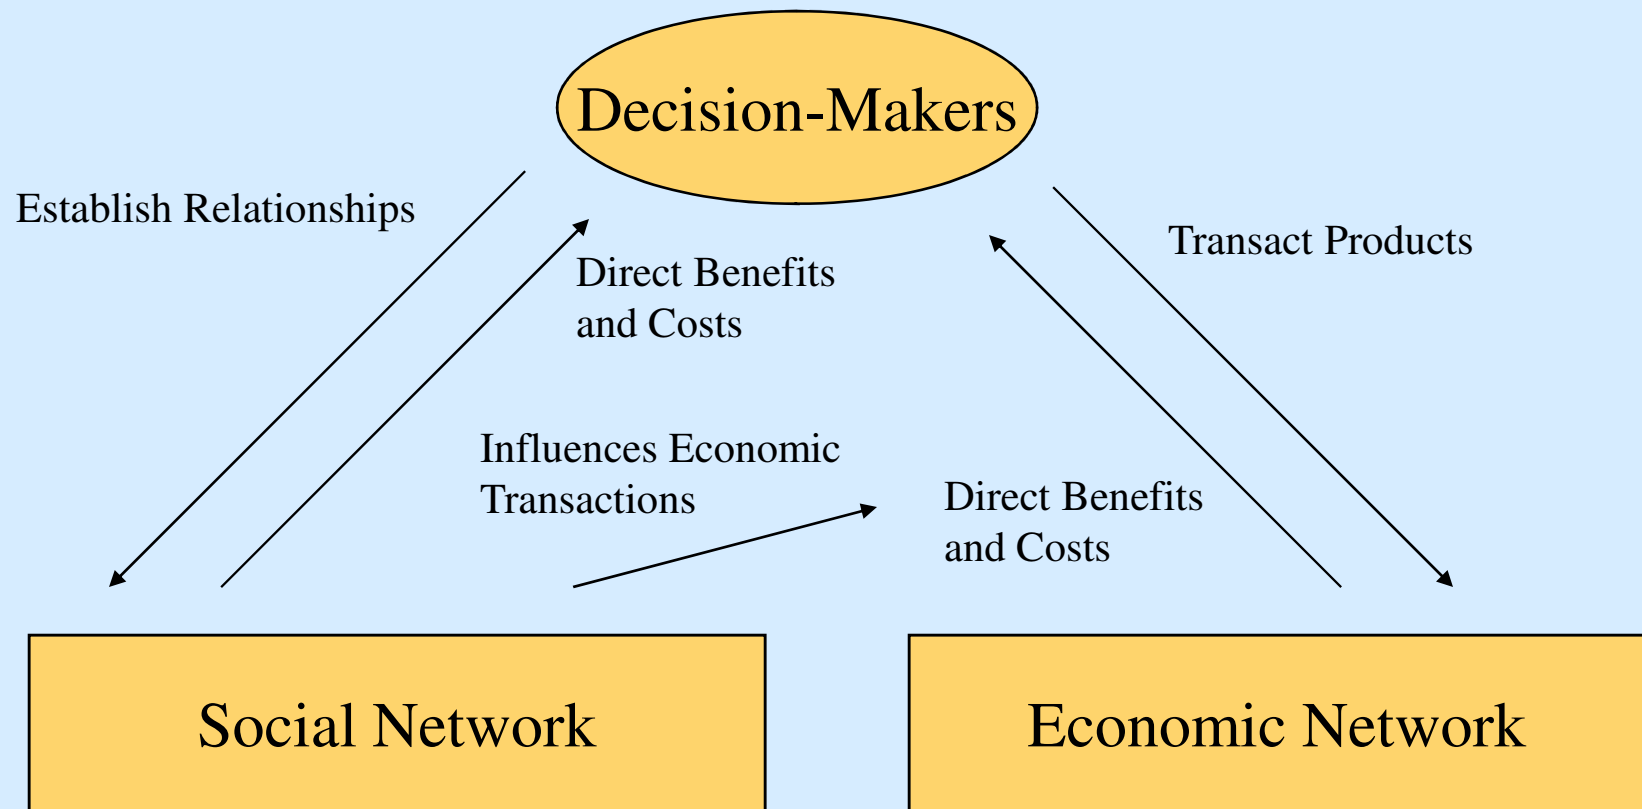 Decision-Makers
Establish Relationships
Transact Products
Direct Benefits
and Costs
Influences Economic
Transactions
Direct Benefits
and Costs
Social Network
Economic Network